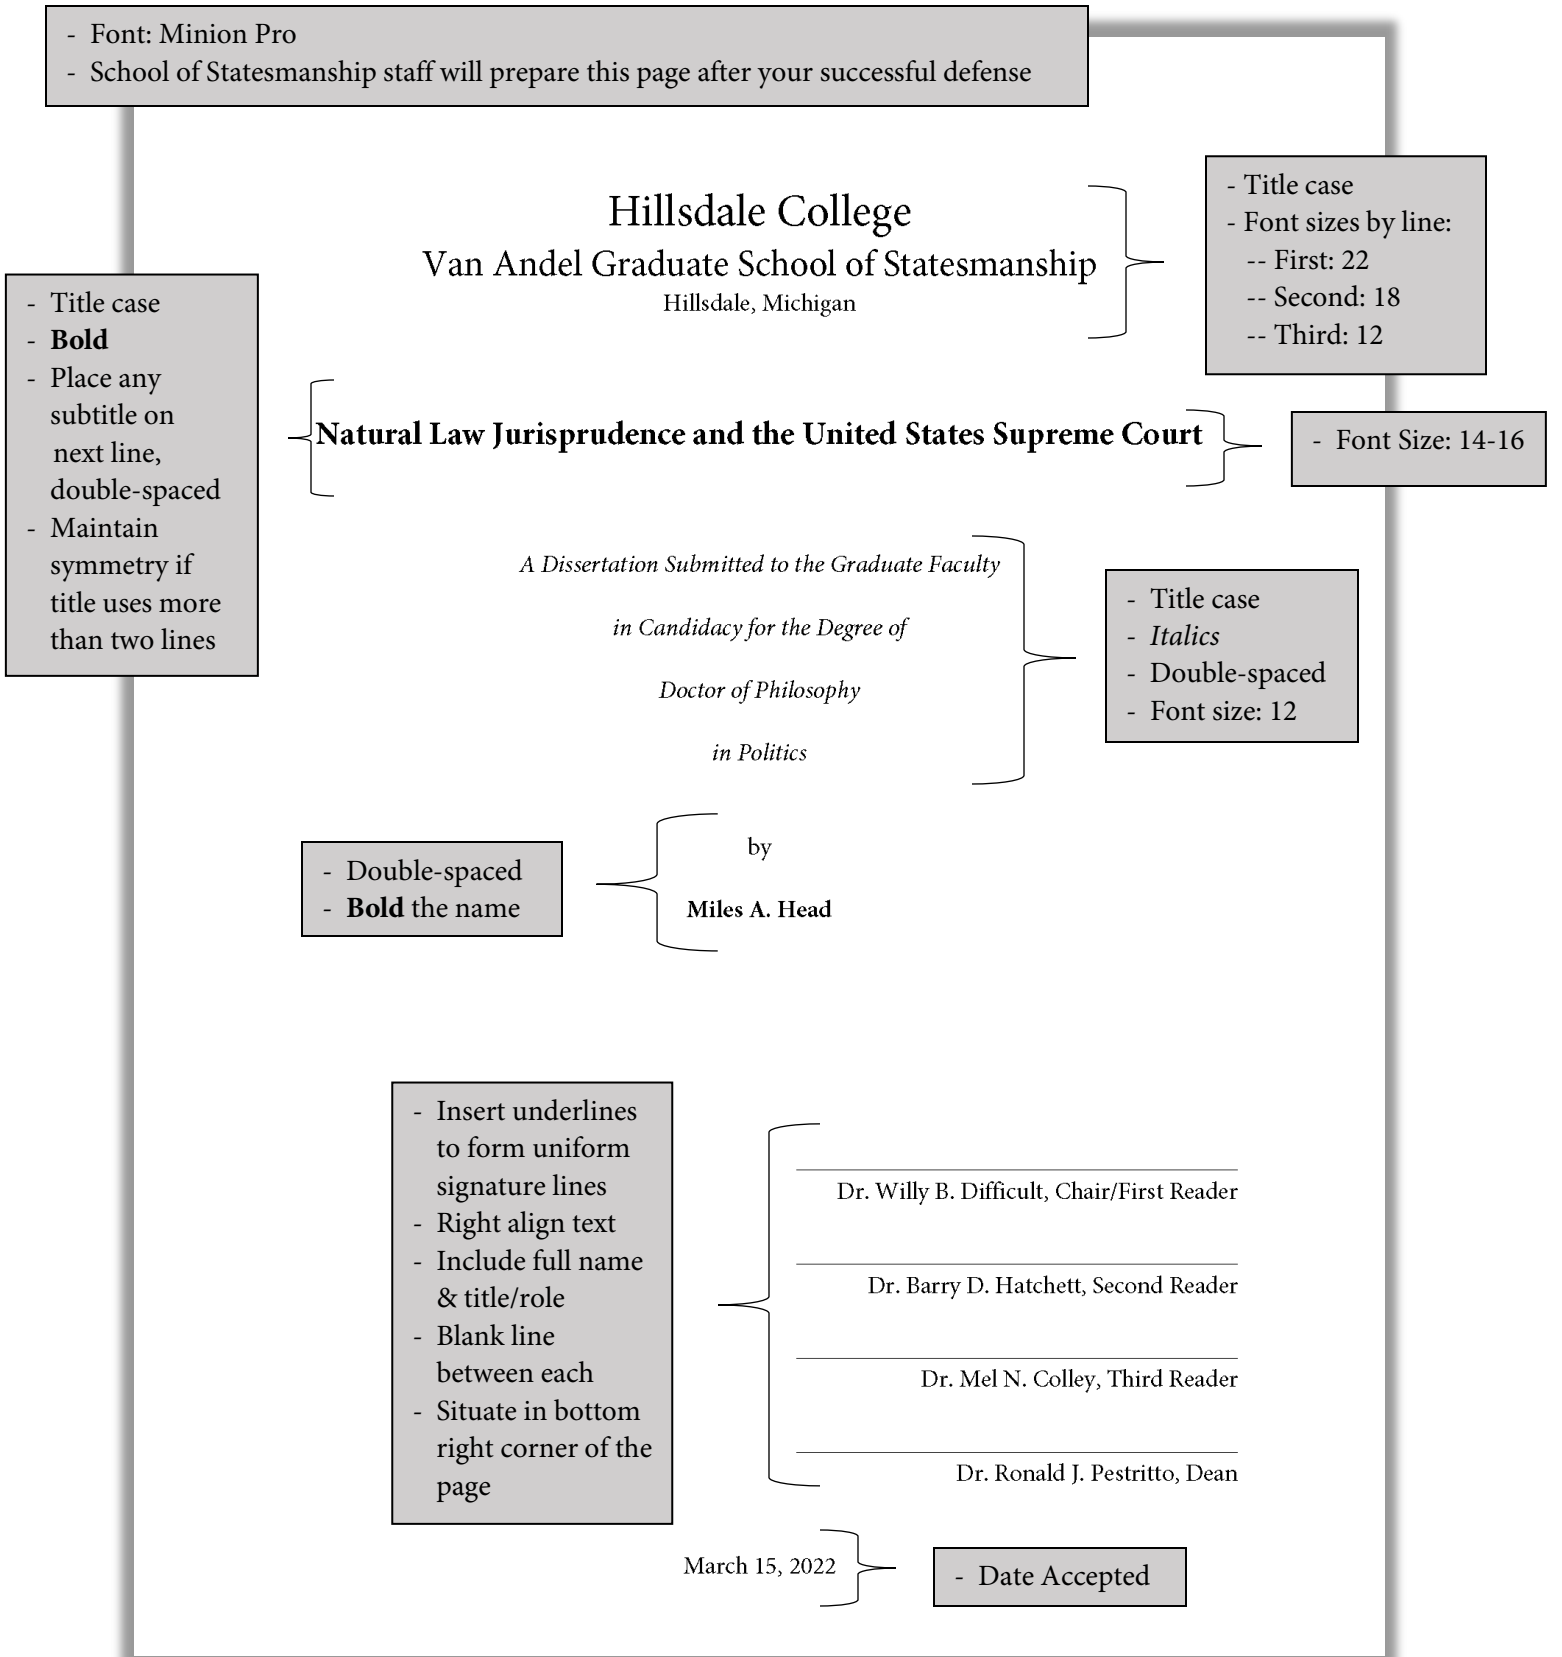 - Font: Minion Pro
- School of Statesmanship staff will prepare this page after your successful defense
Hillsdale College
Van Andel Graduate School of Statesmanship
Hillsdale, Michigan
- Title case
- Font sizes by line:
-- First: 22
-- Second: 18
-- Third: 12
- Title case
- Bold
- Place any
subtitle on
next line,
double-spaced
- Maintain
symmetry if
title uses more
than two lines
Natural Law Jurisprudence and the United States Supreme Court
- Font Size: 14-16
A Dissertation Submitted to the Graduate Faculty
in Candidacy for the Degree of
Doctor of Philosophy
in Politics
- Title case
- Italics
- Double-spaced
- Font size: 12
- Double-spaced
- Bold the name
by
Miles A. Head
- Insert underlines
to form uniform
signature lines
- Right align text
- Include full name
& title/role
- Blank line
between each
- Situate in bottom
right corner of the
page
Dr. Willy B. Difficult, Chair/First Reader
Dr. Barry D. Hatchett, Second Reader
Dr. Mel N. Colley, Third Reader
Dr. Ronald J. Pestritto, Dean
March 15, 2022
- Date Accepted